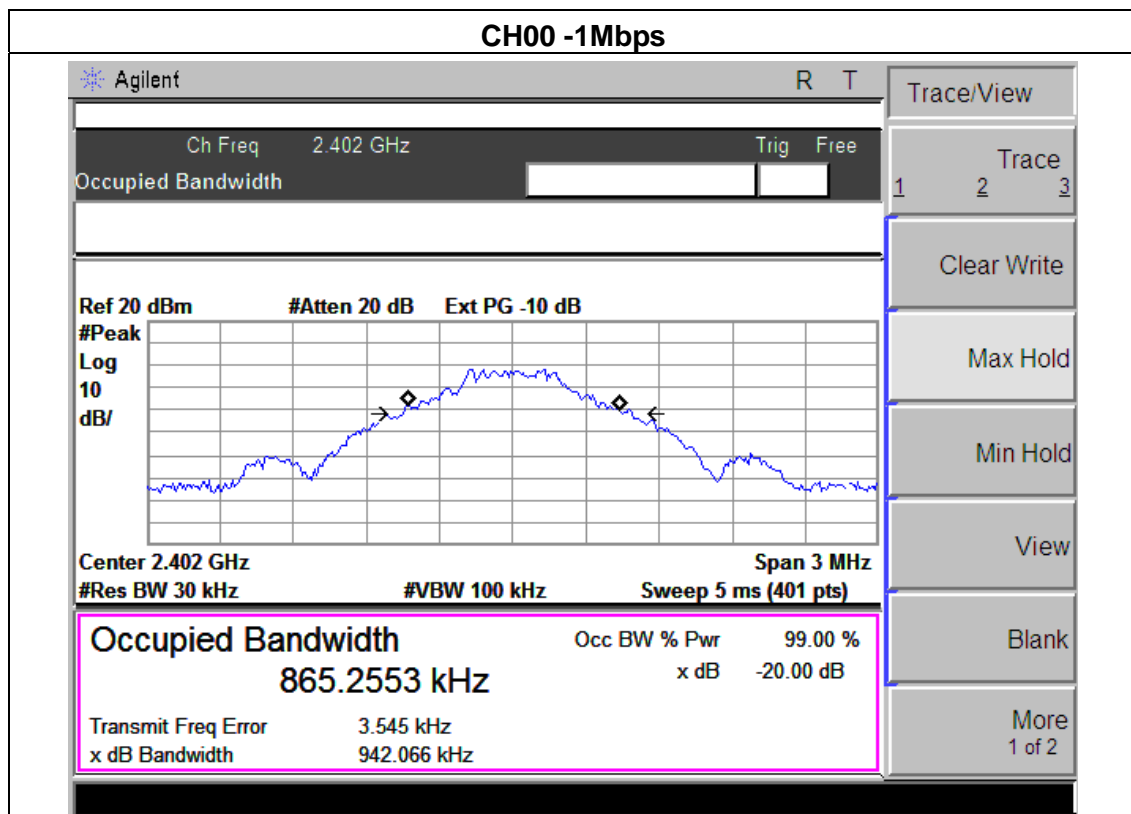 CH00 -1Mbps
Agilent R T
Ch Freq 2.402 GHz Trig Free
Occupied Bandwidth
Ref 20 dBm #Atten 20 dB Ext PG -10 dB
#Peak
Log
10
dB/
Center 2.402 GHz Span 3 MHz
#Res BW 30 kHz #VBW 100 kHz Sweep 5 ms (401 pts)
Occupied Bandwidth Occ BW % Pwr 99.00 %
865.2553 kHz x dB -20.00 dB
Transmit Freq Error 3.545 kHz
x dB Bandwidth 942.066 kHz
Trace/View
Trace
1 2 3
Clear Write
Max Hold
Min Hold
View
Blank
More
1 of 2